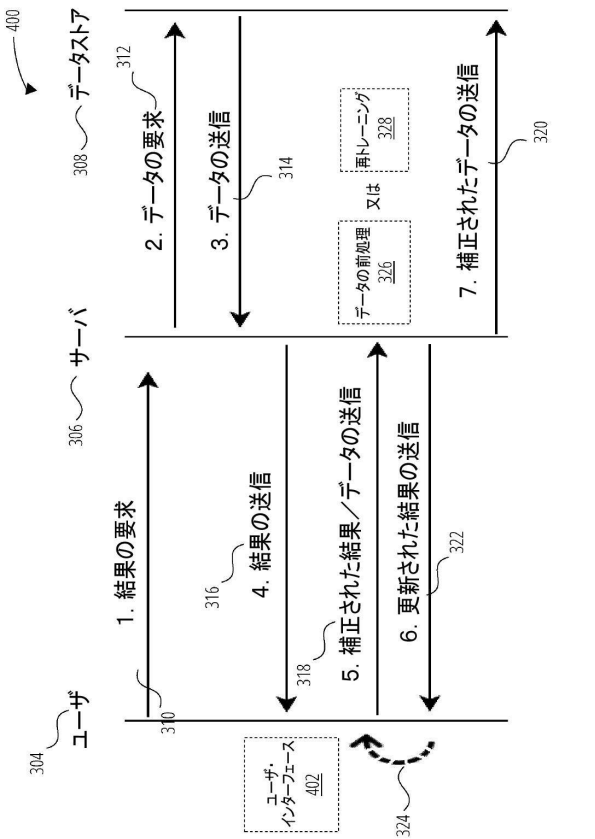 400
304
ユーザ
306
サーバ
308
データストア
1. 結果の要求
310
2. データの要求
312
3. データの送信
314
4. 結果の送信
316
5. 補正された結果／データの送信
318
6. 更新された結果の送信
322
7. 補正されたデータの送信
320
ユーザ・
インターフェース
402
324
データの前処理
326
又は
再トレーニング
328